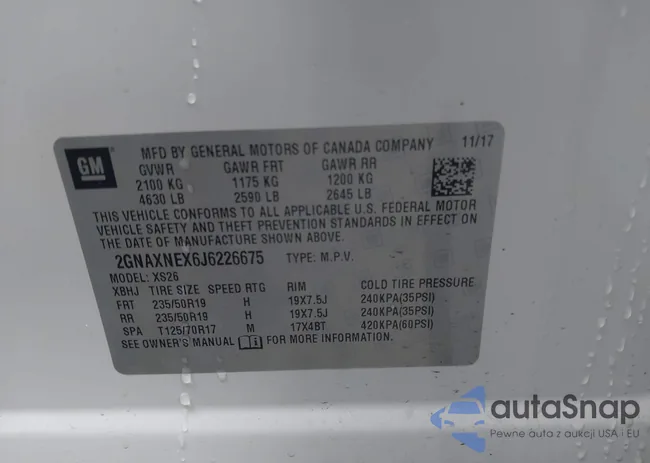 GM
MFD BY GENERAL MOTORS OF CANADA COMPANY 11/17
GVWR GAWR FRT GAWR RR
2100 KG 1175 KG 1200 KG
4630 LB 2590 LB 2645 LB
THIS VEHICLE CONFORMS TO ALL APPLICABLE U.S. FEDERAL MOTOR
VEHICLE SAFETY AND THEFT PREVENTION STANDARDS IN EFFECT ON
THE DATE OF MANUFACTURE SHOWN ABOVE.
2GNAXNEX6J6226675 TYPE: M.P.V.
MODEL: XS26
XBHJ TIRE SIZE SPEED RTG RIM COLD TIRE PRESSURE
FRT 235/50R19 H 19X7.5J 240KPA(35PSI)
RR 235/50R19 H 19X7.5J 240KPA(35PSI)
SPA T125/70R17 M 17X4BT 420KPA(60PSI)
SEE OWNER'S MANUAL FOR MORE INFORMATION.
autaSnap
Pewne auta z aukcji USA i EU